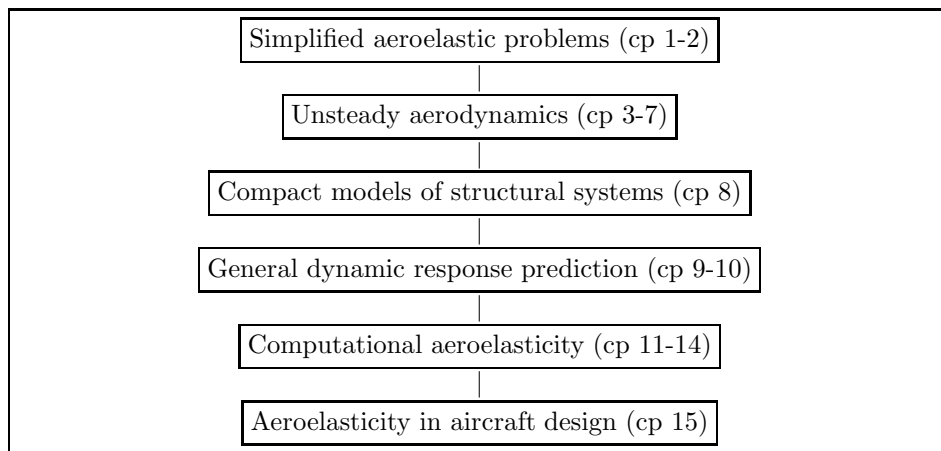 Simplified aeroelastic problems (cp 1-2)
Unsteady aerodynamics (cp 3-7)
Compact models of structural systems (cp 8)
General dynamic response prediction (cp 9-10)
Computational aeroelasticity (cp 11-14)
Aeroelasticity in aircraft design (cp 15)